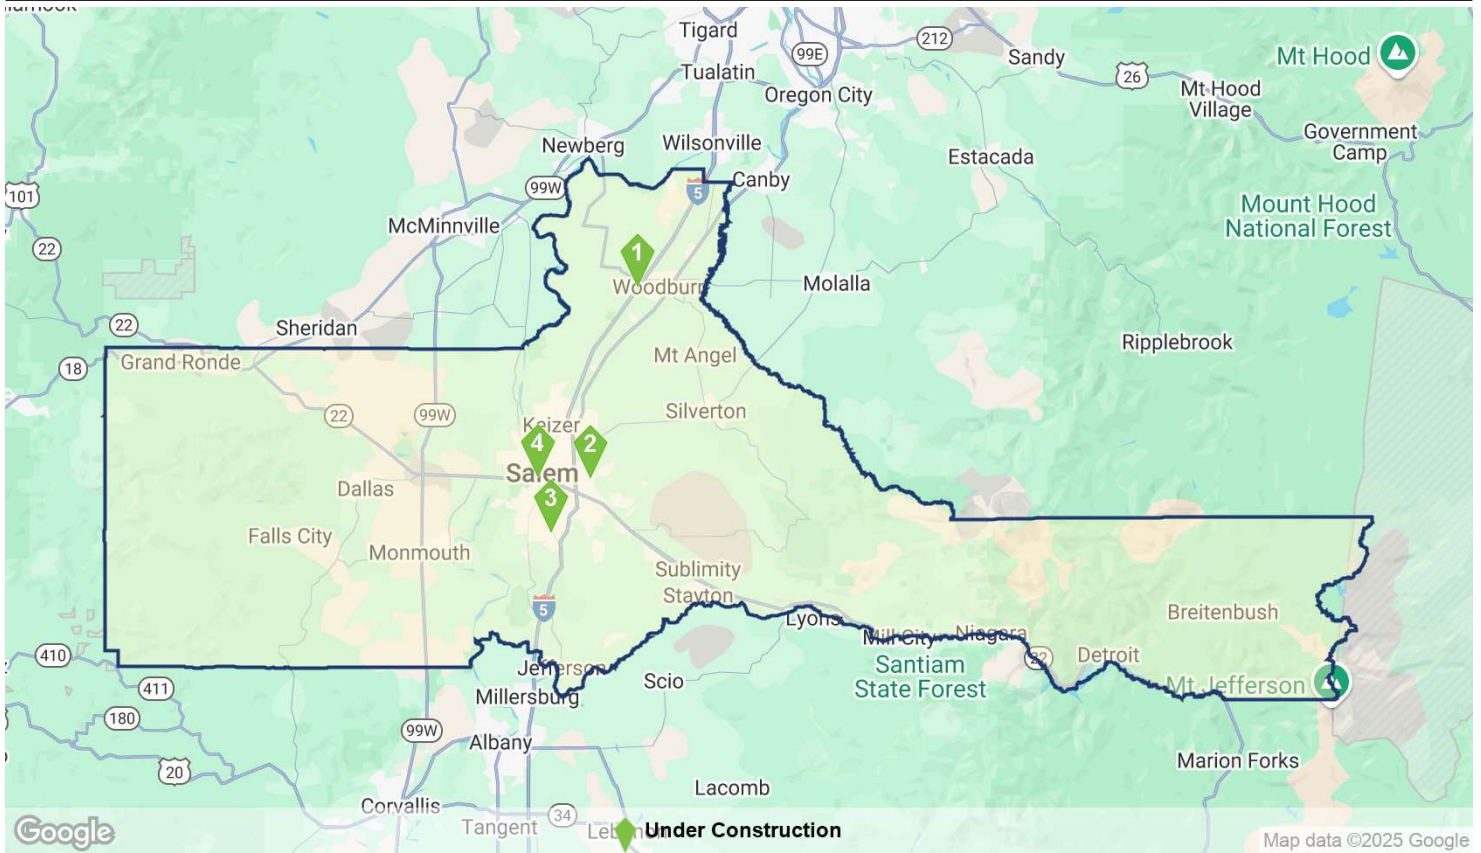 Tigard
99E
212
Sandy
Mt Hood
Tualatin
26
Oregon City
Mt Hood
Village
Government
Camp
Newberg
Wilsonville
Estacada
99W
5
Canby
101
Mount Hood
National Forest
McMinnville
22
1
Woodburn
Molalla
22
Sheridan
Ripplebrook
18
Grand Ronde
Mt Angel
22
99W
Silverton
Keizer
4
2
Salem
3
Dallas
Falls City
Monmouth
Sublimity
Stayton
5
Breitenbush
Lyons
Mill City
Niagara
410
Jefferson
22
Detroit
Santiam
State Forest
Scio
411
Millersburg
Mt Jefferson
180
99W
Albany
20
Marion Forks
Lacomb
Corvallis
34
Tangent
Under Construction
Google
Map data ©2025 Google